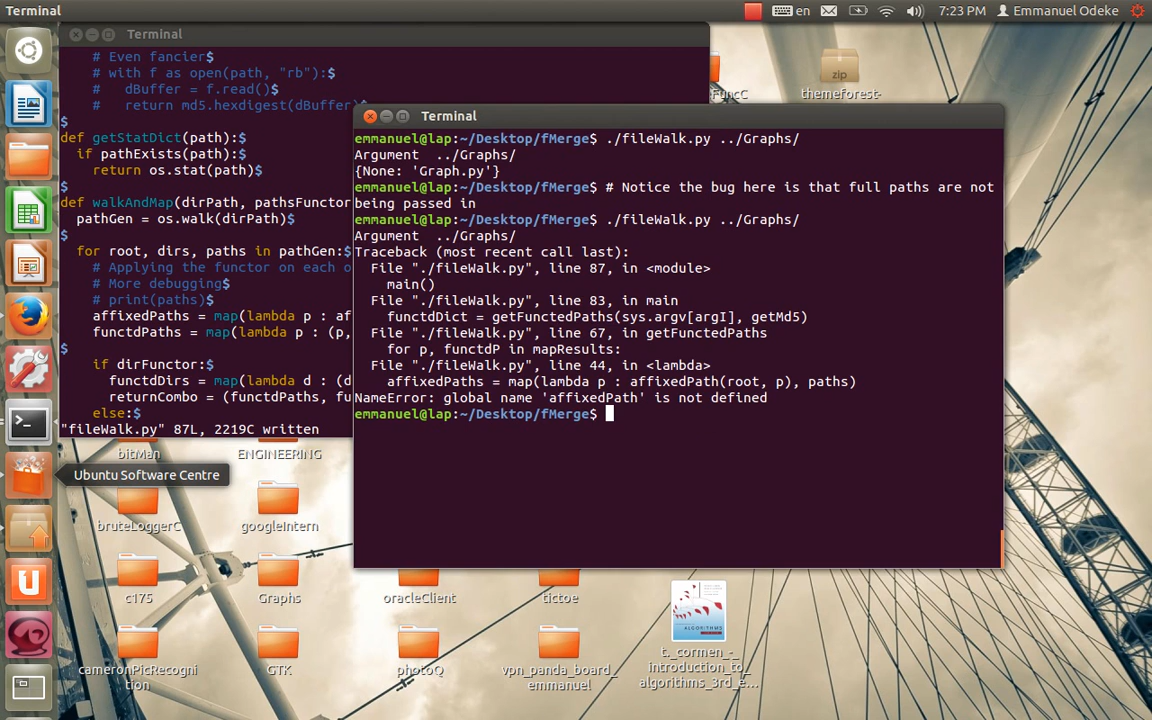 Terminal
en
7:23 PM
Emmanuel Odeke
Terminal
# Even fancier$
# with f as open(path, "rb"):$
#   dBuffer = f.read()$
#   return md5.hexdigest(dBuffer)$
$
def getStatDict(path):$
  if pathExists(path):$
    return os.stat(path)$
$
def walkAndMap(dirPath, pathsFunctor
  pathGen = os.walk(dirPath)$
$
  for root, dirs, paths in pathGen:$
    # Applying the functor on each o
    # More debugging$
    # print(paths)$
    affixedPaths = map(lambda p : af
    functdPaths = map(lambda p : (p,
$
    if dirFunctor:$
      functdDirs = map(lambda d : (d
      returnCombo = (functdPaths, fu
    else:$
"fileWalk.py" 87L, 2219C written
Terminal
emmanuel@lap:~/Desktop/fMerge$ ./fileWalk.py ../Graphs/
Argument  ../Graphs/
{None: 'Graph.py'}
emmanuel@lap:~/Desktop/fMerge$ # Notice the bug here is that full paths are not
being passed in
emmanuel@lap:~/Desktop/fMerge$ ./fileWalk.py ../Graphs/
Argument  ../Graphs/
Traceback (most recent call last):
  File "./fileWalk.py", line 87, in <module>
    main()
  File "./fileWalk.py", line 83, in main
    functdDict = getFunctedPaths(sys.argv[argI], getMd5)
  File "./fileWalk.py", line 67, in getFunctedPaths
    for p, functdP in mapResults:
  File "./fileWalk.py", line 44, in <lambda>
    affixedPaths = map(lambda p : affixedPath(root, p), paths)
NameError: global name 'affixedPath' is not defined
emmanuel@lap:~/Desktop/fMerge$
FuncC
zip
themeforest-
Ubuntu Software Centre
bitMan
ENGINEERING
bruteLoggerC
googleIntern
c175
Graphs
oracleClient
tictoe
cameronPicRecogni
tion
GTK
photoQ
vpn_panda_board_
emmanuel
ALGORITHMS
t._cormen_-_
introduction_to_
algorithms_3rd_e...